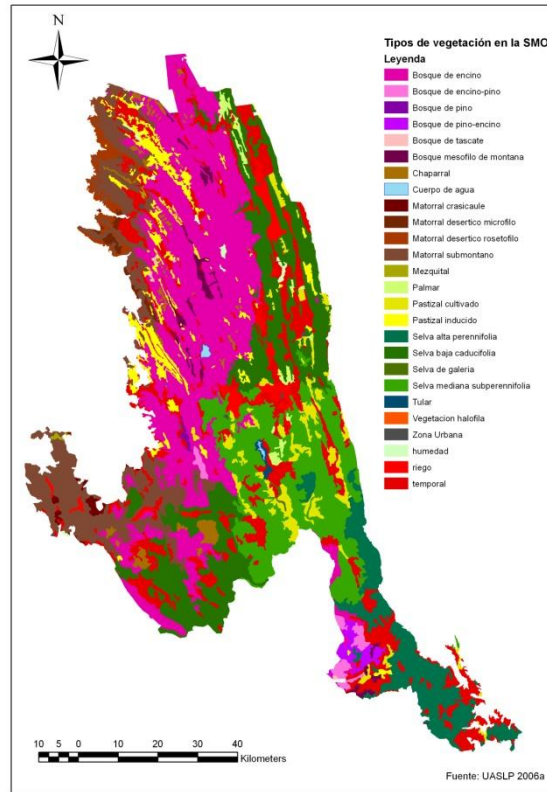 N
Tipos de vegetación en la SMO
Leyenda
Bosque de encino
Bosque de encino-pino
Bosque de pino
Bosque de pino-encino
Bosque de tascate
Bosque mesofilo de montana
Chaparral
Cuerpo de agua
Matorral crasicaule
Matorral desertico microfilo
Matorral desertico rosetofilo
Matorral submontano
Mezquital
Palmar
Pastizal cultivado
Pastizal inducido
Selva alta perennifolia
Selva baja caducifolia
Selva de galeria
Selva mediana subperennifolia
Tular
Vegetacion halofila
Zona Urbana
humedad
riego
temporal
10 5 0 10 20 30 40
Kilometers
Fuente: UASLP 2006a